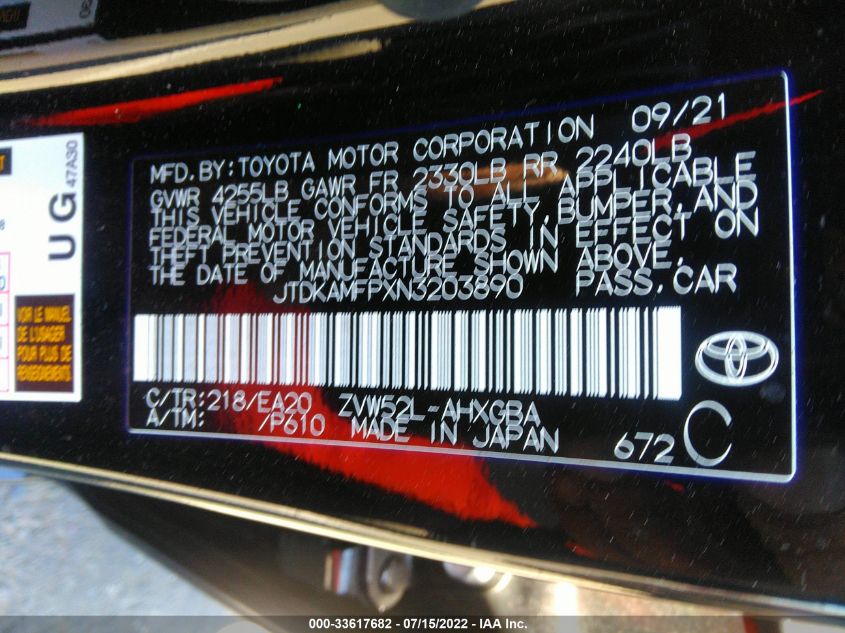 UG
47A30
VOIR LE MANUEL
DE L'USAGER
POUR PLUS DE
RENSEIGNEMENTS
MFD.BY:TOYOTA MOTOR CORPORATION 09/21
GVWR 4255LB GAWR FR 2330LB RR 2240LB
THIS VEHICLE CONFORMS TO ALL APPLICABLE
FEDERAL MOTOR VEHICLE SAFETY,BUMPER,AND
THEFT PREVENTION STANDARDS IN EFFECT ON
THE DATE OF MANUFACTURE SHOWN ABOVE.
JTDKAMFPXN3203890 PASS.CAR
C/TR:218/EA20 ZVW52L-AHXGBA
A/TM: /P610 MADE IN JAPAN
672 C
000-33617682 / 07/15/2022 - IAA Inc.